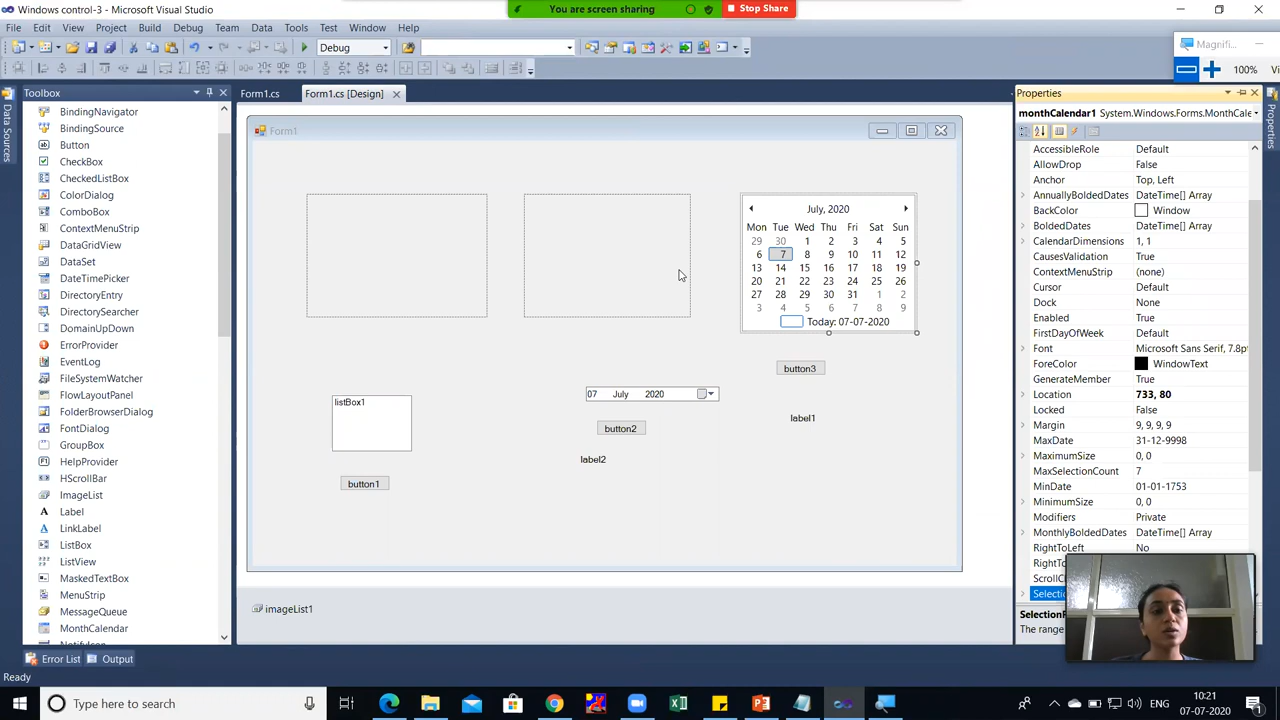 Windows control-3 - Microsoft Visual Studio
You are screen sharing
Stop Share
File Edit View Project Build Debug Team Data Tools Test Window Help
Magnifi...
Debug
100%
Toolbox
Form1.cs
Form1.cs [Design]
Properties
Data Sources
Properties
BindingNavigator
BindingSource
Button
CheckBox
CheckedListBox
ColorDialog
ComboBox
ContextMenuStrip
DataGridView
DataSet
DateTimePicker
DirectoryEntry
DirectorySearcher
DomainUpDown
ErrorProvider
EventLog
FileSystemWatcher
FlowLayoutPanel
FolderBrowserDialog
FontDialog
GroupBox
HelpProvider
HScrollBar
ImageList
Label
LinkLabel
ListBox
ListView
MaskedTextBox
MenuStrip
MessageQueue
MonthCalendar
NotifyIcon
Form1
July, 2020
Mon Tue Wed Thu Fri Sat Sun
29 30 1 2 3 4 5
6 7 8 9 10 11 12
13 14 15 16 17 18 19
20 21 22 23 24 25 26
27 28 29 30 31 1 2
3 4 5 6 7 8 9
Today: 07-07-2020
button3
07 July 2020
listBox1
label1
button2
label2
button1
imageList1
monthCalendar1 System.Windows.Forms.MonthCale
AccessibleRole Default
AllowDrop False
Anchor Top, Left
AnnuallyBoldedDates DateTime[] Array
BackColor Window
BoldedDates DateTime[] Array
CalendarDimensions 1, 1
CausesValidation True
ContextMenuStrip (none)
Cursor Default
Dock None
Enabled True
FirstDayOfWeek Default
Font Microsoft Sans Serif, 7.8pt
ForeColor WindowText
GenerateMember True
Location 733, 80
Locked False
Margin 9, 9, 9, 9
MaxDate 31-12-9998
MaximumSize 0, 0
MaxSelectionCount 7
MinDate 01-01-1753
MinimumSize 0, 0
Modifiers Private
MonthlyBoldedDates DateTime[] Array
RightToLeft No
RightTo
ScrollC
Selecti
SelectionR
The range
Error List Output
Ready
Type here to search
ENG
10:21
07-07-2020